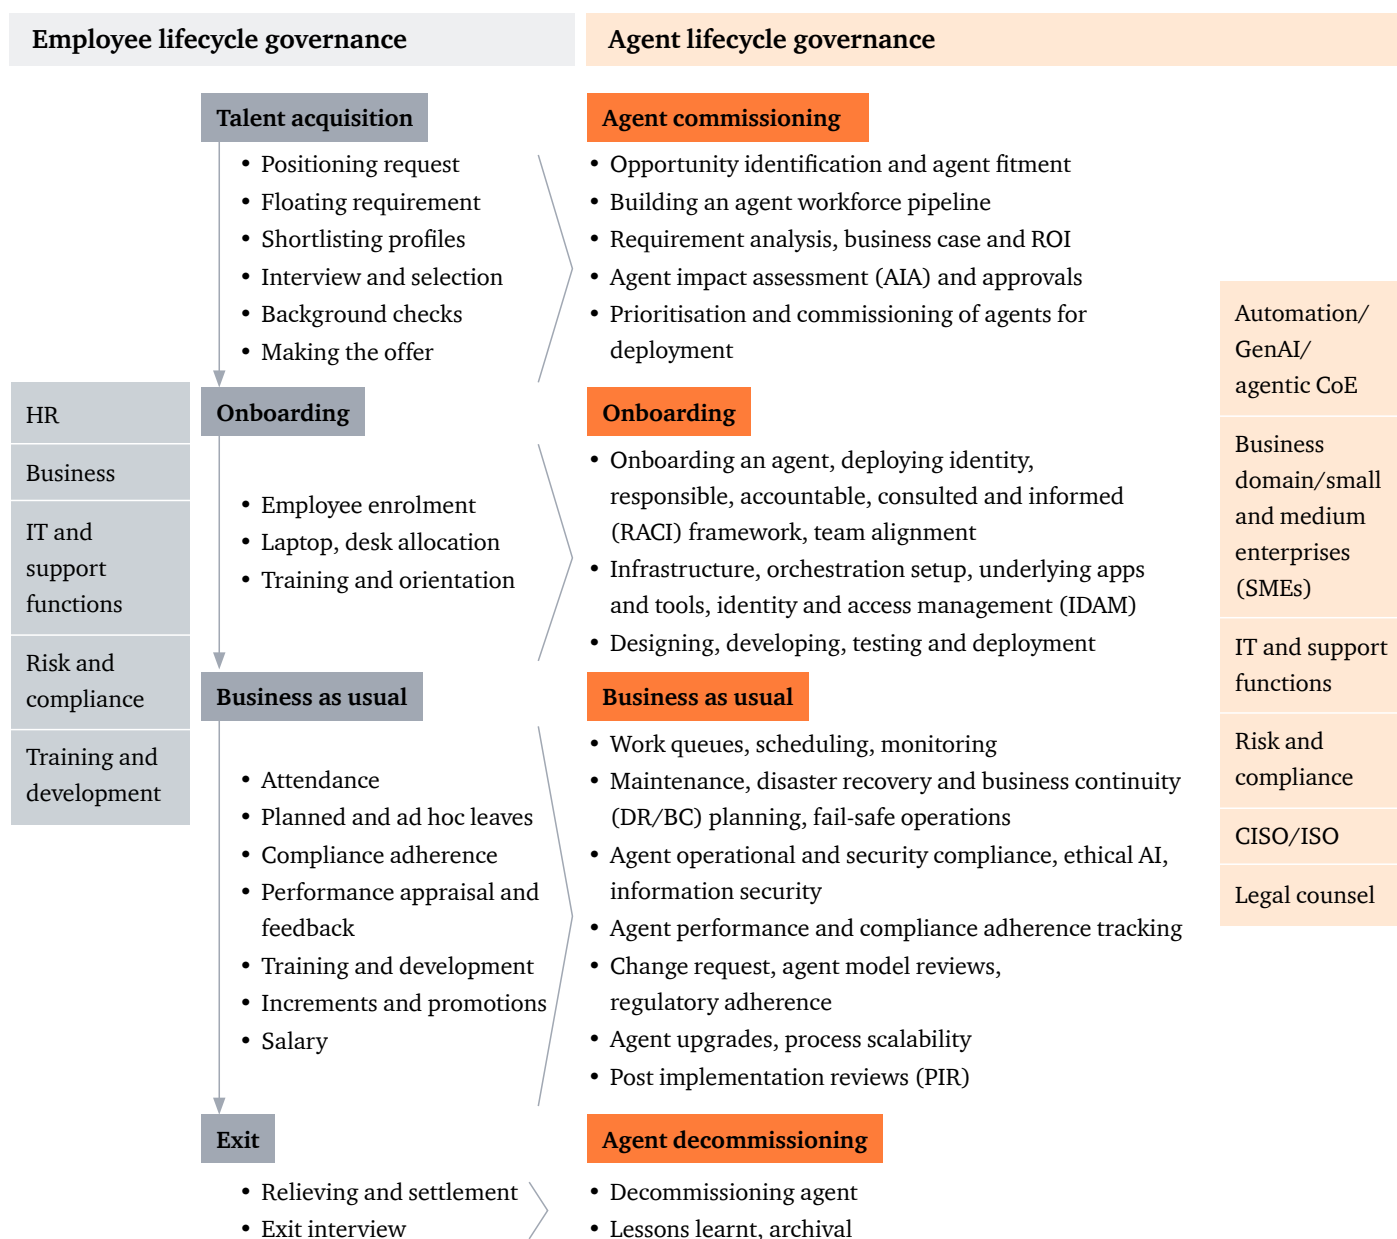 Employee lifecycle governance
Agent lifecycle governance
HR
Business
IT and
support
functions
Risk and
compliance
Training and
development
Talent acquisition
• Positioning request
• Floating requirement
• Shortlisting profiles
• Interview and selection
• Background checks
• Making the offer
Agent commissioning
• Opportunity identification and agent fitment
• Building an agent workforce pipeline
• Requirement analysis, business case and ROI
• Agent impact assessment (AIA) and approvals
• Prioritisation and commissioning of agents for
deployment
Onboarding
• Employee enrolment
• Laptop, desk allocation
• Training and orientation
Onboarding
• Onboarding an agent, deploying identity,
responsible, accountable, consulted and informed
(RACI) framework, team alignment
• Infrastructure, orchestration setup, underlying apps
and tools, identity and access management (IDAM)
• Designing, developing, testing and deployment
Business as usual
• Attendance
• Planned and ad hoc leaves
• Compliance adherence
• Performance appraisal and
feedback
• Training and development
• Increments and promotions
• Salary
Business as usual
• Work queues, scheduling, monitoring
• Maintenance, disaster recovery and business continuity
(DR/BC) planning, fail-safe operations
• Agent operational and security compliance, ethical AI,
information security
• Agent performance and compliance adherence tracking
• Change request, agent model reviews,
regulatory adherence
• Agent upgrades, process scalability
• Post implementation reviews (PIR)
Exit
• Relieving and settlement
• Exit interview
Agent decommissioning
• Decommissioning agent
• Lessons learnt, archival
Automation/
GenAI/
agentic CoE
Business
domain/small
and medium
enterprises
(SMEs)
IT and support
functions
Risk and
compliance
CISO/ISO
Legal counsel